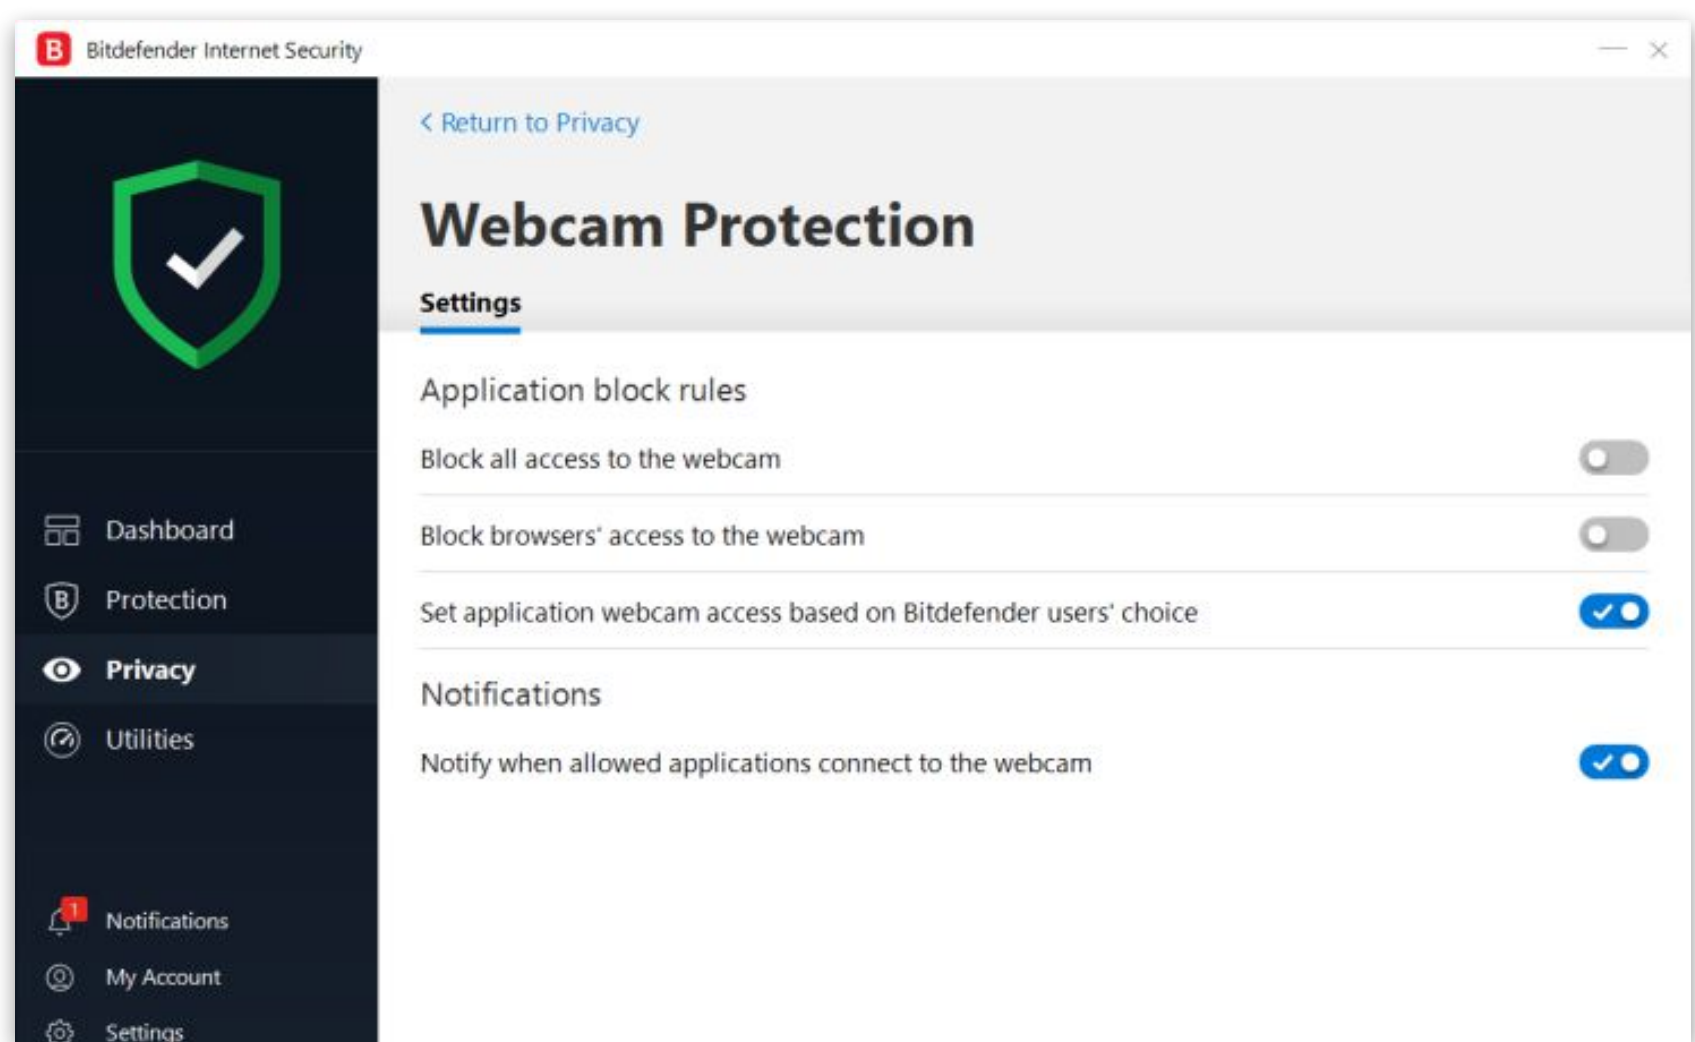 B Bitdefender Internet Security
< Return to Privacy
Webcam Protection
Settings
Application block rules
Block all access to the webcam
Block browsers' access to the webcam
Set application webcam access based on Bitdefender users' choice
Notifications
Notify when allowed applications connect to the webcam
Dashboard
B Protection
Privacy
Utilities
1 Notifications
My Account
Settings